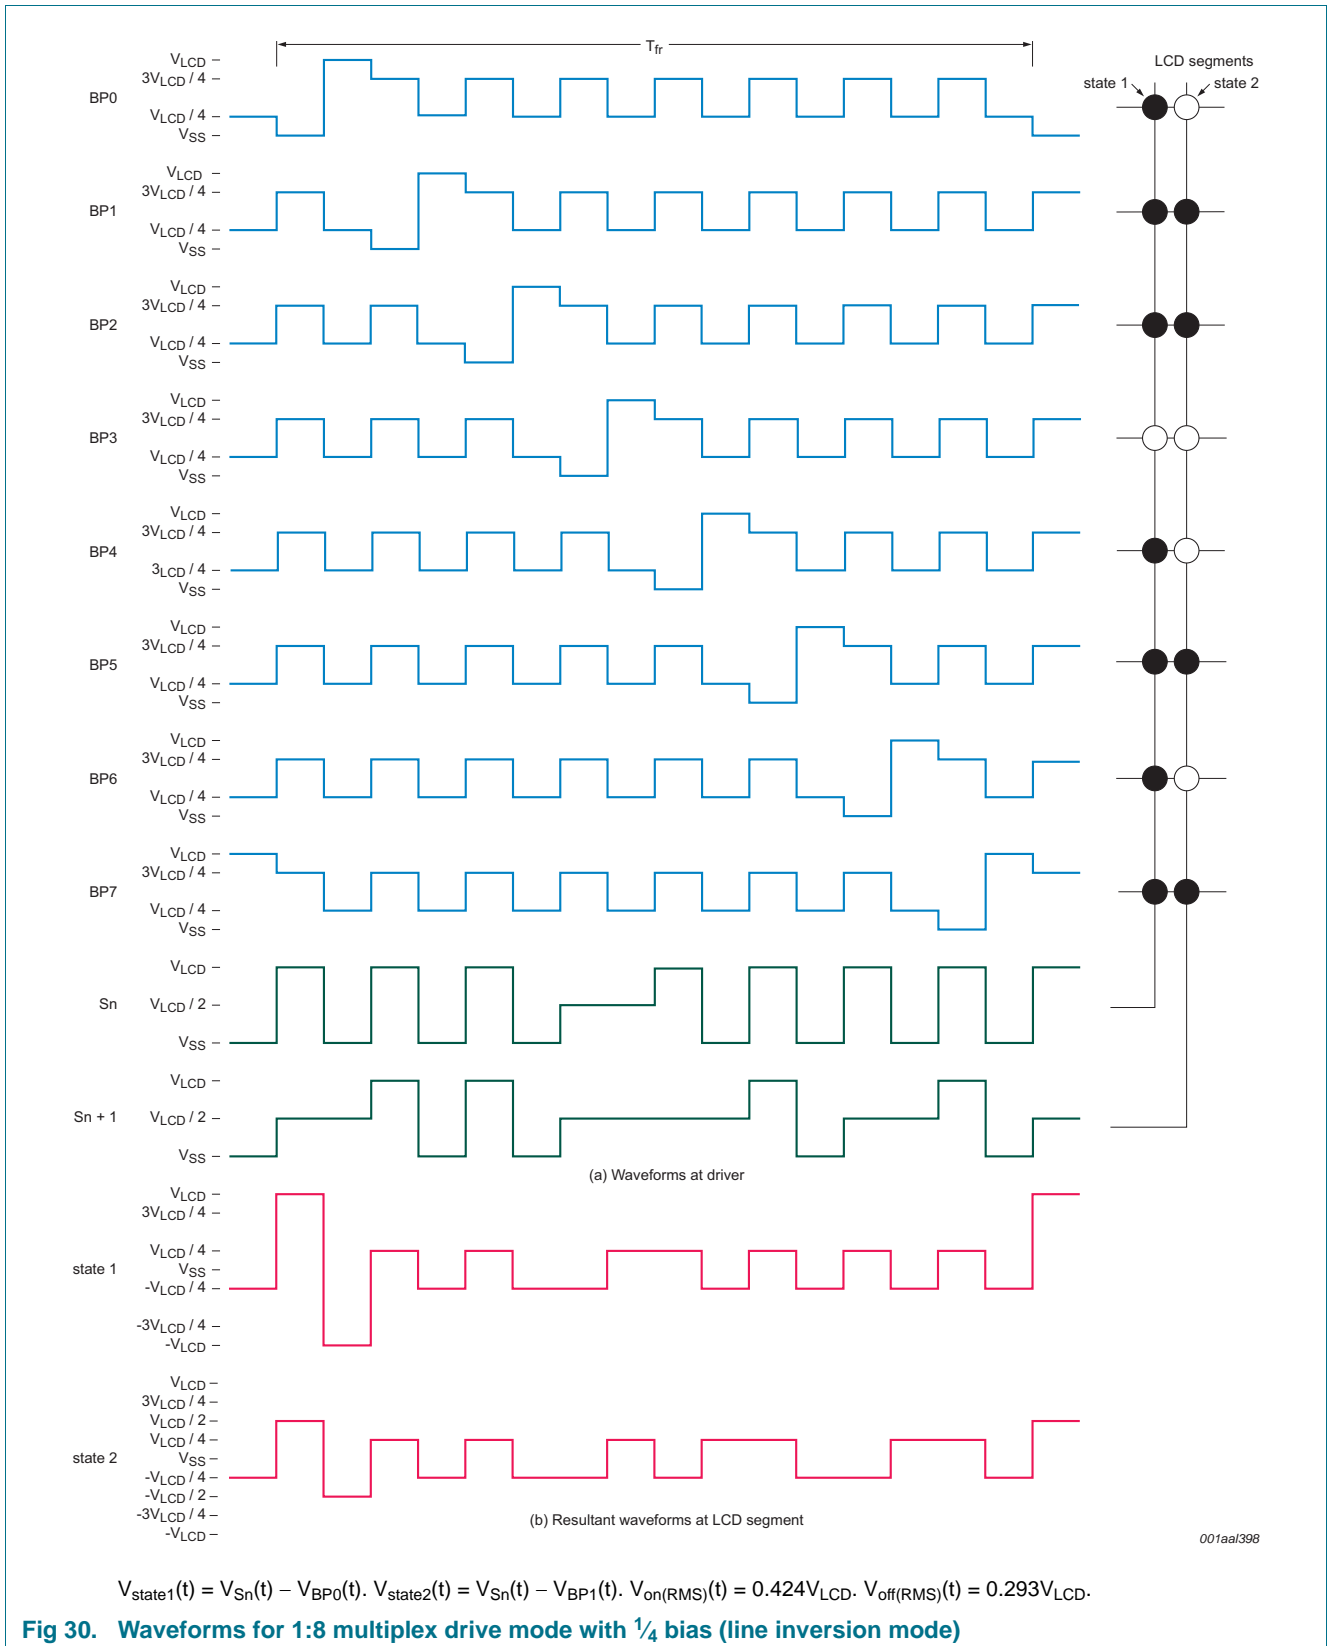 T_fr
LCD segments
state 1
state 2
BP0
V_LCD
3V_LCD / 4
V_LCD / 4
V_SS
BP1
V_LCD
3V_LCD / 4
V_LCD / 4
V_SS
BP2
V_LCD
3V_LCD / 4
V_LCD / 4
V_SS
BP3
V_LCD
3V_LCD / 4
V_LCD / 4
V_SS
BP4
V_LCD
3V_LCD / 4
3_LCD / 4
V_SS
BP5
V_LCD
3V_LCD / 4
V_LCD / 4
V_SS
BP6
V_LCD
3V_LCD / 4
V_LCD / 4
V_SS
BP7
V_LCD
3V_LCD / 4
V_LCD / 4
V_SS
Sn
V_LCD
V_LCD / 2
V_SS
Sn + 1
V_LCD
V_LCD / 2
V_SS
(a) Waveforms at driver
state 1
V_LCD
3V_LCD / 4
V_LCD / 4
V_SS
-V_LCD / 4
-3V_LCD / 4
-V_LCD
state 2
V_LCD
3V_LCD / 4
V_LCD / 2
V_LCD / 4
V_SS
-V_LCD / 4
-V_LCD / 2
-3V_LCD / 4
-V_LCD
(b) Resultant waveforms at LCD segment
001aal398
V_state1(t) = V_Sn(t) − V_BP0(t). V_state2(t) = V_Sn(t) − V_BP1(t). V_on(RMS)(t) = 0.424V_LCD. V_off(RMS)(t) = 0.293V_LCD.
Fig 30. Waveforms for 1:8 multiplex drive mode with 1⁄4 bias (line inversion mode)